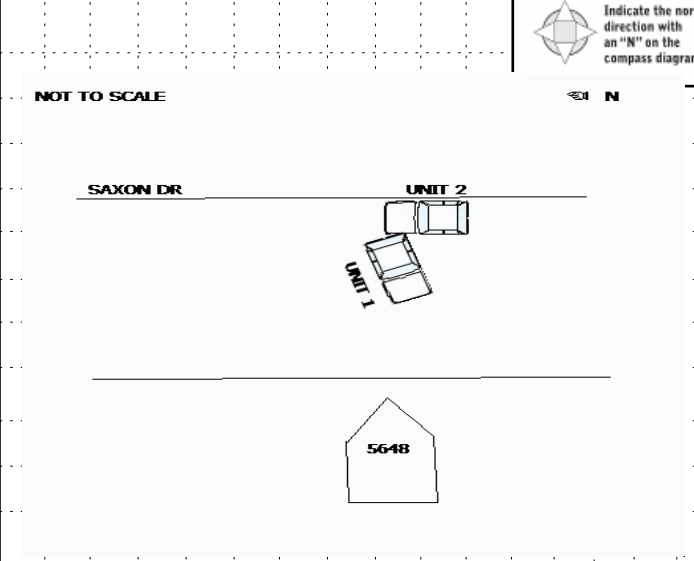 Indicate the nor
direction with
an "N" on the
compass diagra
NOT TO SCALE
N
SAXON DR
UNIT 2
UNIT 1
5648